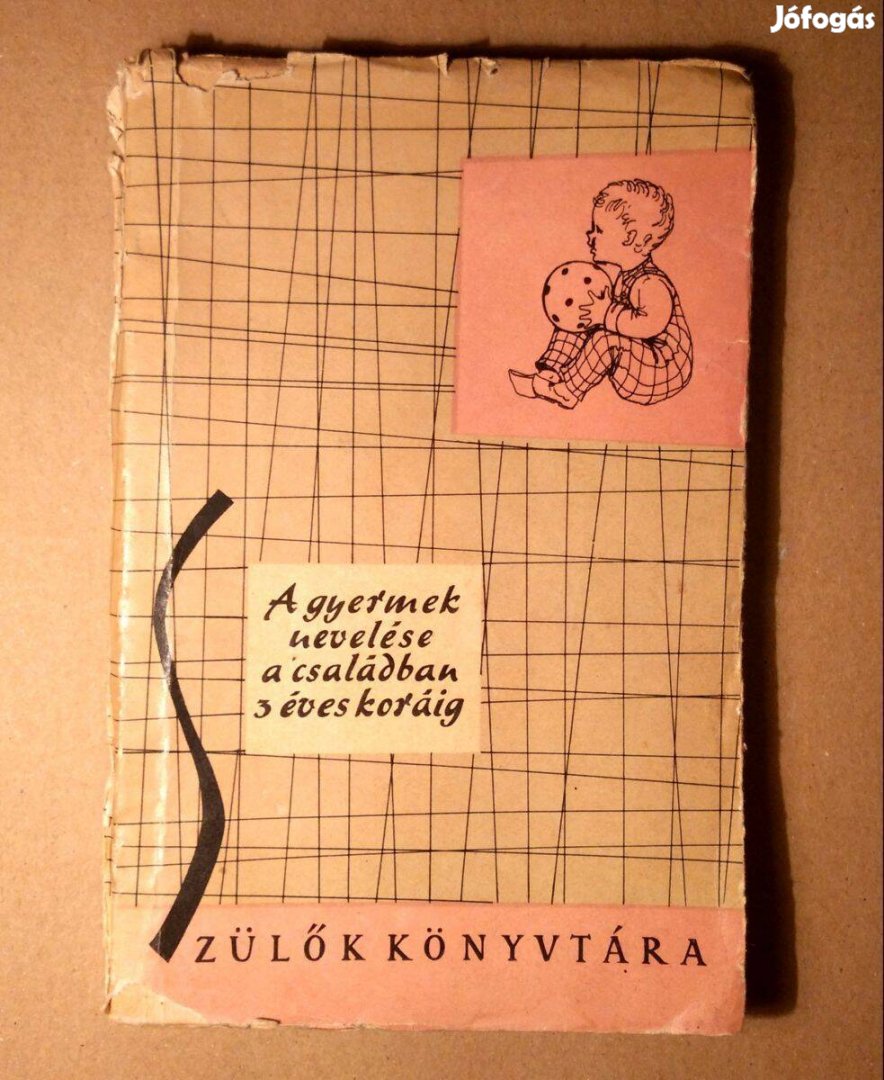 Jófogás
A gyermek
nevelése
a családban
3 éves koráig
SZÜLŐK KÖNYVTÁRA